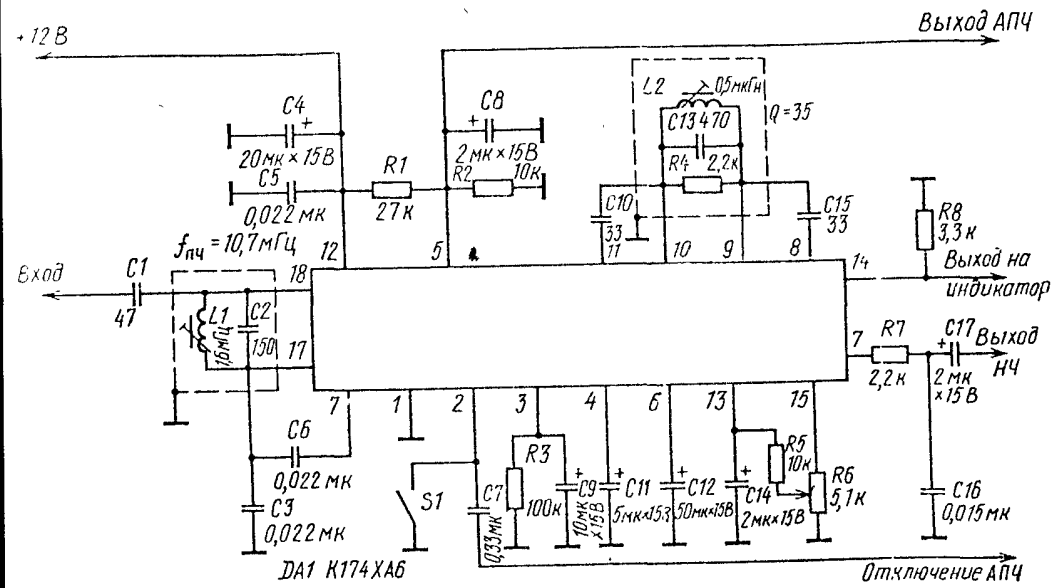 Выход АПЧ
+12 В
L2
0,5мкГн
Q=35
C13 470
R4
2,2к
C4
+
20мк×15В
C5
0,022 мк
R1
27к
C8
+
2мк×15В
R2
10к
C10
33
C15
33
R8
3,3к
fпч = 10,7мГц
12
5
11
10
9
8
14
Выход на
индикатор
Вход
C1
47
18
L1
1,6мГц
C2
150
17
7
R7
2,2к
C17
+
2 мк
×15В
Выход
НЧ
7
1
2
3
4
6
13
15
C6
0,022 мк
C3
0,022 мк
S1
C7
0,33мк
R3
100к
+
C9
10мк
×15В
+
C11
5мк×15В
+
C12
50мк×15В
+
C14
2мк×15В
R5
10к
R6
5,1к
C16
0,015мк
DA1 К174ХА6
Отключение АПЧ